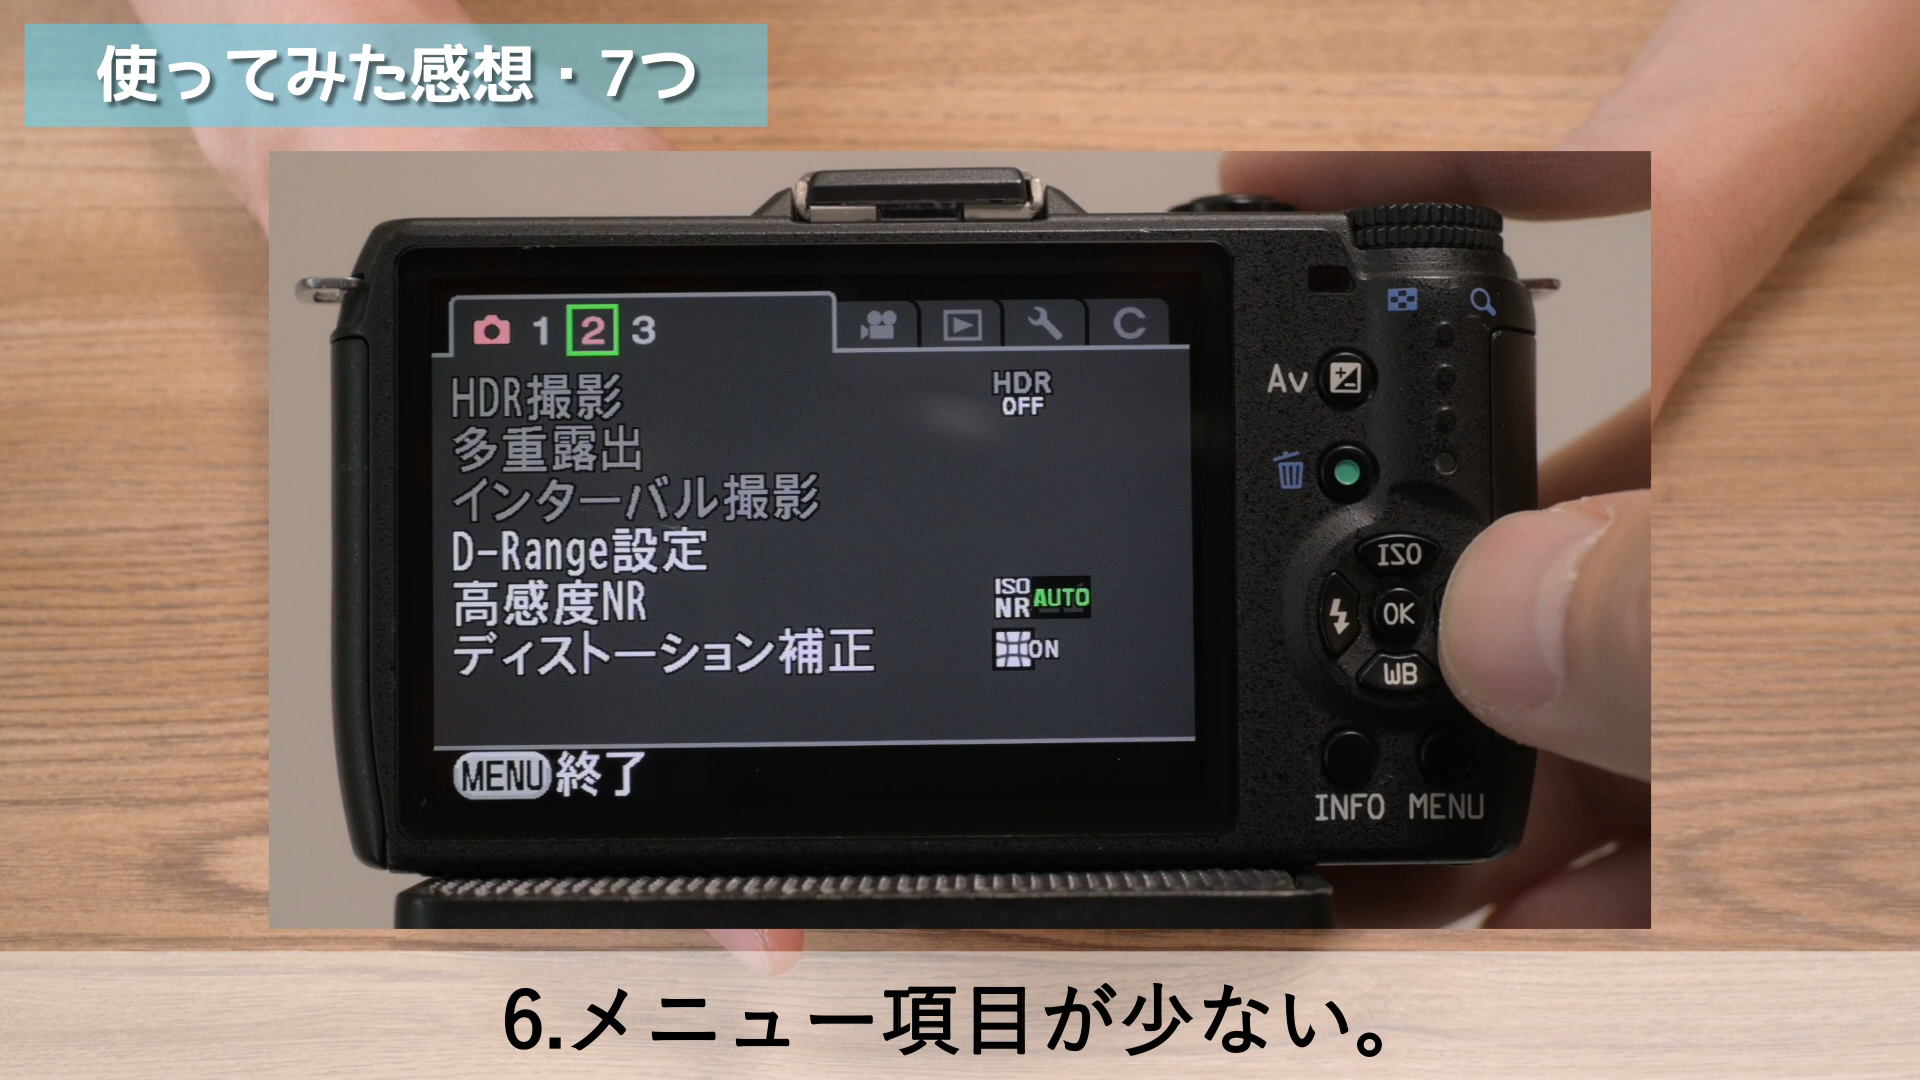 使ってみた感想・7つ
1 2 3
C
HDR撮影 HDR OFF
多重露出
インターバル撮影
D-Range設定
高感度NR ISO NR AUTO
ディストーション補正 ON
MENU終了
Av
ISO
OK
WB
INFO MENU
6.メニュー項目が少ない。